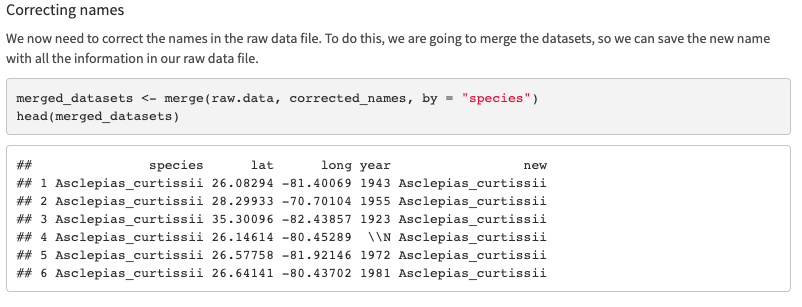 Correcting names
We now need to correct the names in the raw data file. To do this, we are going to merge the datasets, so we can save the new name
with all the information in our raw data file.
merged_datasets <- merge(raw.data, corrected_names, by = "species")
head(merged_datasets)
##                species      lat      long year                   new
## 1 Asclepias_curtissii 26.08294 -81.40069 1943 Asclepias_curtissii
## 2 Asclepias_curtissii 28.29933 -70.70104 1955 Asclepias_curtissii
## 3 Asclepias_curtissii 35.30096 -82.43857 1923 Asclepias_curtissii
## 4 Asclepias_curtissii 26.14614 -80.45289  \\N Asclepias_curtissii
## 5 Asclepias_curtissii 26.57758 -81.92146 1972 Asclepias_curtissii
## 6 Asclepias_curtissii 26.64141 -80.43702 1981 Asclepias_curtissii